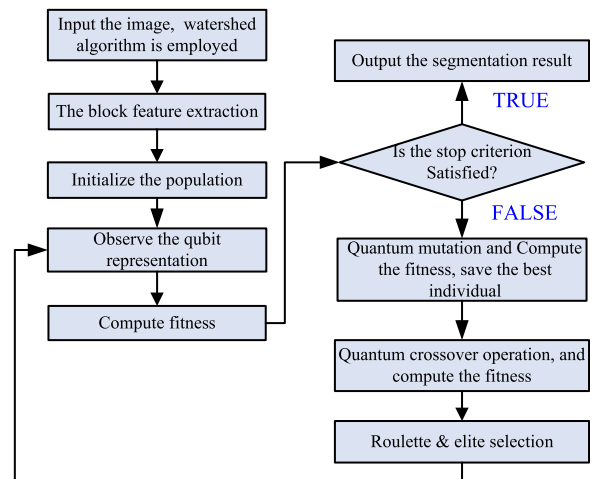 Input the image, watershed
algorithm is employed
The block feature extraction
Initialize the population
Observe the qubit
representation
Compute fitness
Output the segmentation result
TRUE
Is the stop criterion
Satisfied?
FALSE
Quantum mutation and Compute
the fitness, save the best
individual
Quantum crossover operation, and
compute the fitness
Roulette & elite selection